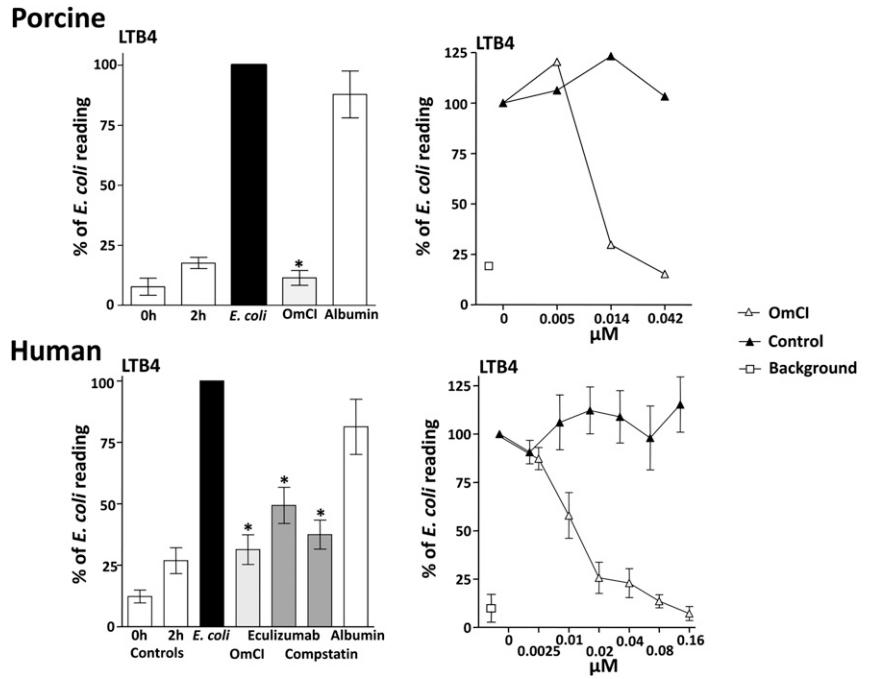 Porcine
LTB4
% of E. coli reading
100
75
50
25
0
*
0h 2h E. coli OmCI Albumin
LTB4
% of E. coli reading
125
100
75
50
25
0
0 0.005 0.014 0.042
µM
OmCI
Control
Background
Human
LTB4
% of E. coli reading
100
75
50
25
0
* * *
0h 2h E. coli Eculizumab Albumin
Controls OmCI Compstatin
LTB4
% of E. coli reading
125
100
75
50
25
0
0 0.01 0.04 0.16
0.0025 0.02 0.08
µM